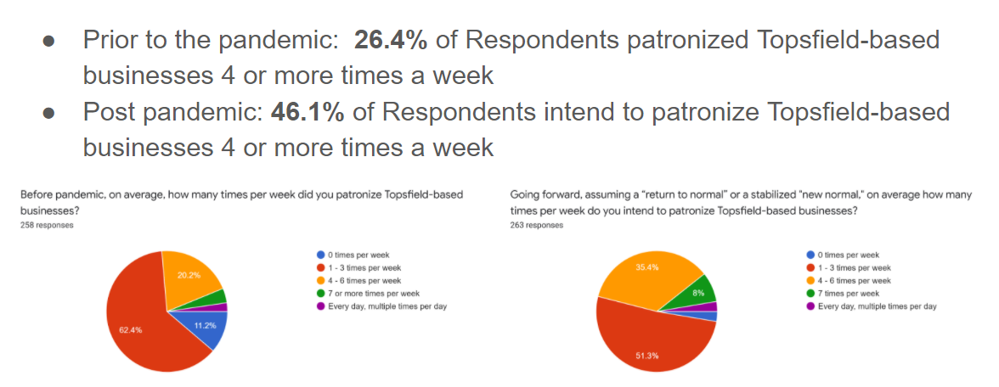 ● Prior to the pandemic: 26.4% of Respondents patronized Topsfield-based
businesses 4 or more times a week
● Post pandemic: 46.1% of Respondents intend to patronize Topsfield-based
businesses 4 or more times a week
Before pandemic, on average, how many times per week did you patronize Topsfield-based
businesses?
258 responses
0 times per week
1 - 3 times per week
4 - 6 times per week
7 or more times per week
Every day, multiple times per day
20.2%
11.2%
62.4%
Going forward, assuming a “return to normal” or a stabilized "new normal," on average how many
times per week do you intend to patronize Topsfield-based businesses?
263 responses
0 times per week
1 - 3 times per week
4 - 6 times per week
7 times per week
Every day, multiple times per day
35.4%
8%
51.3%